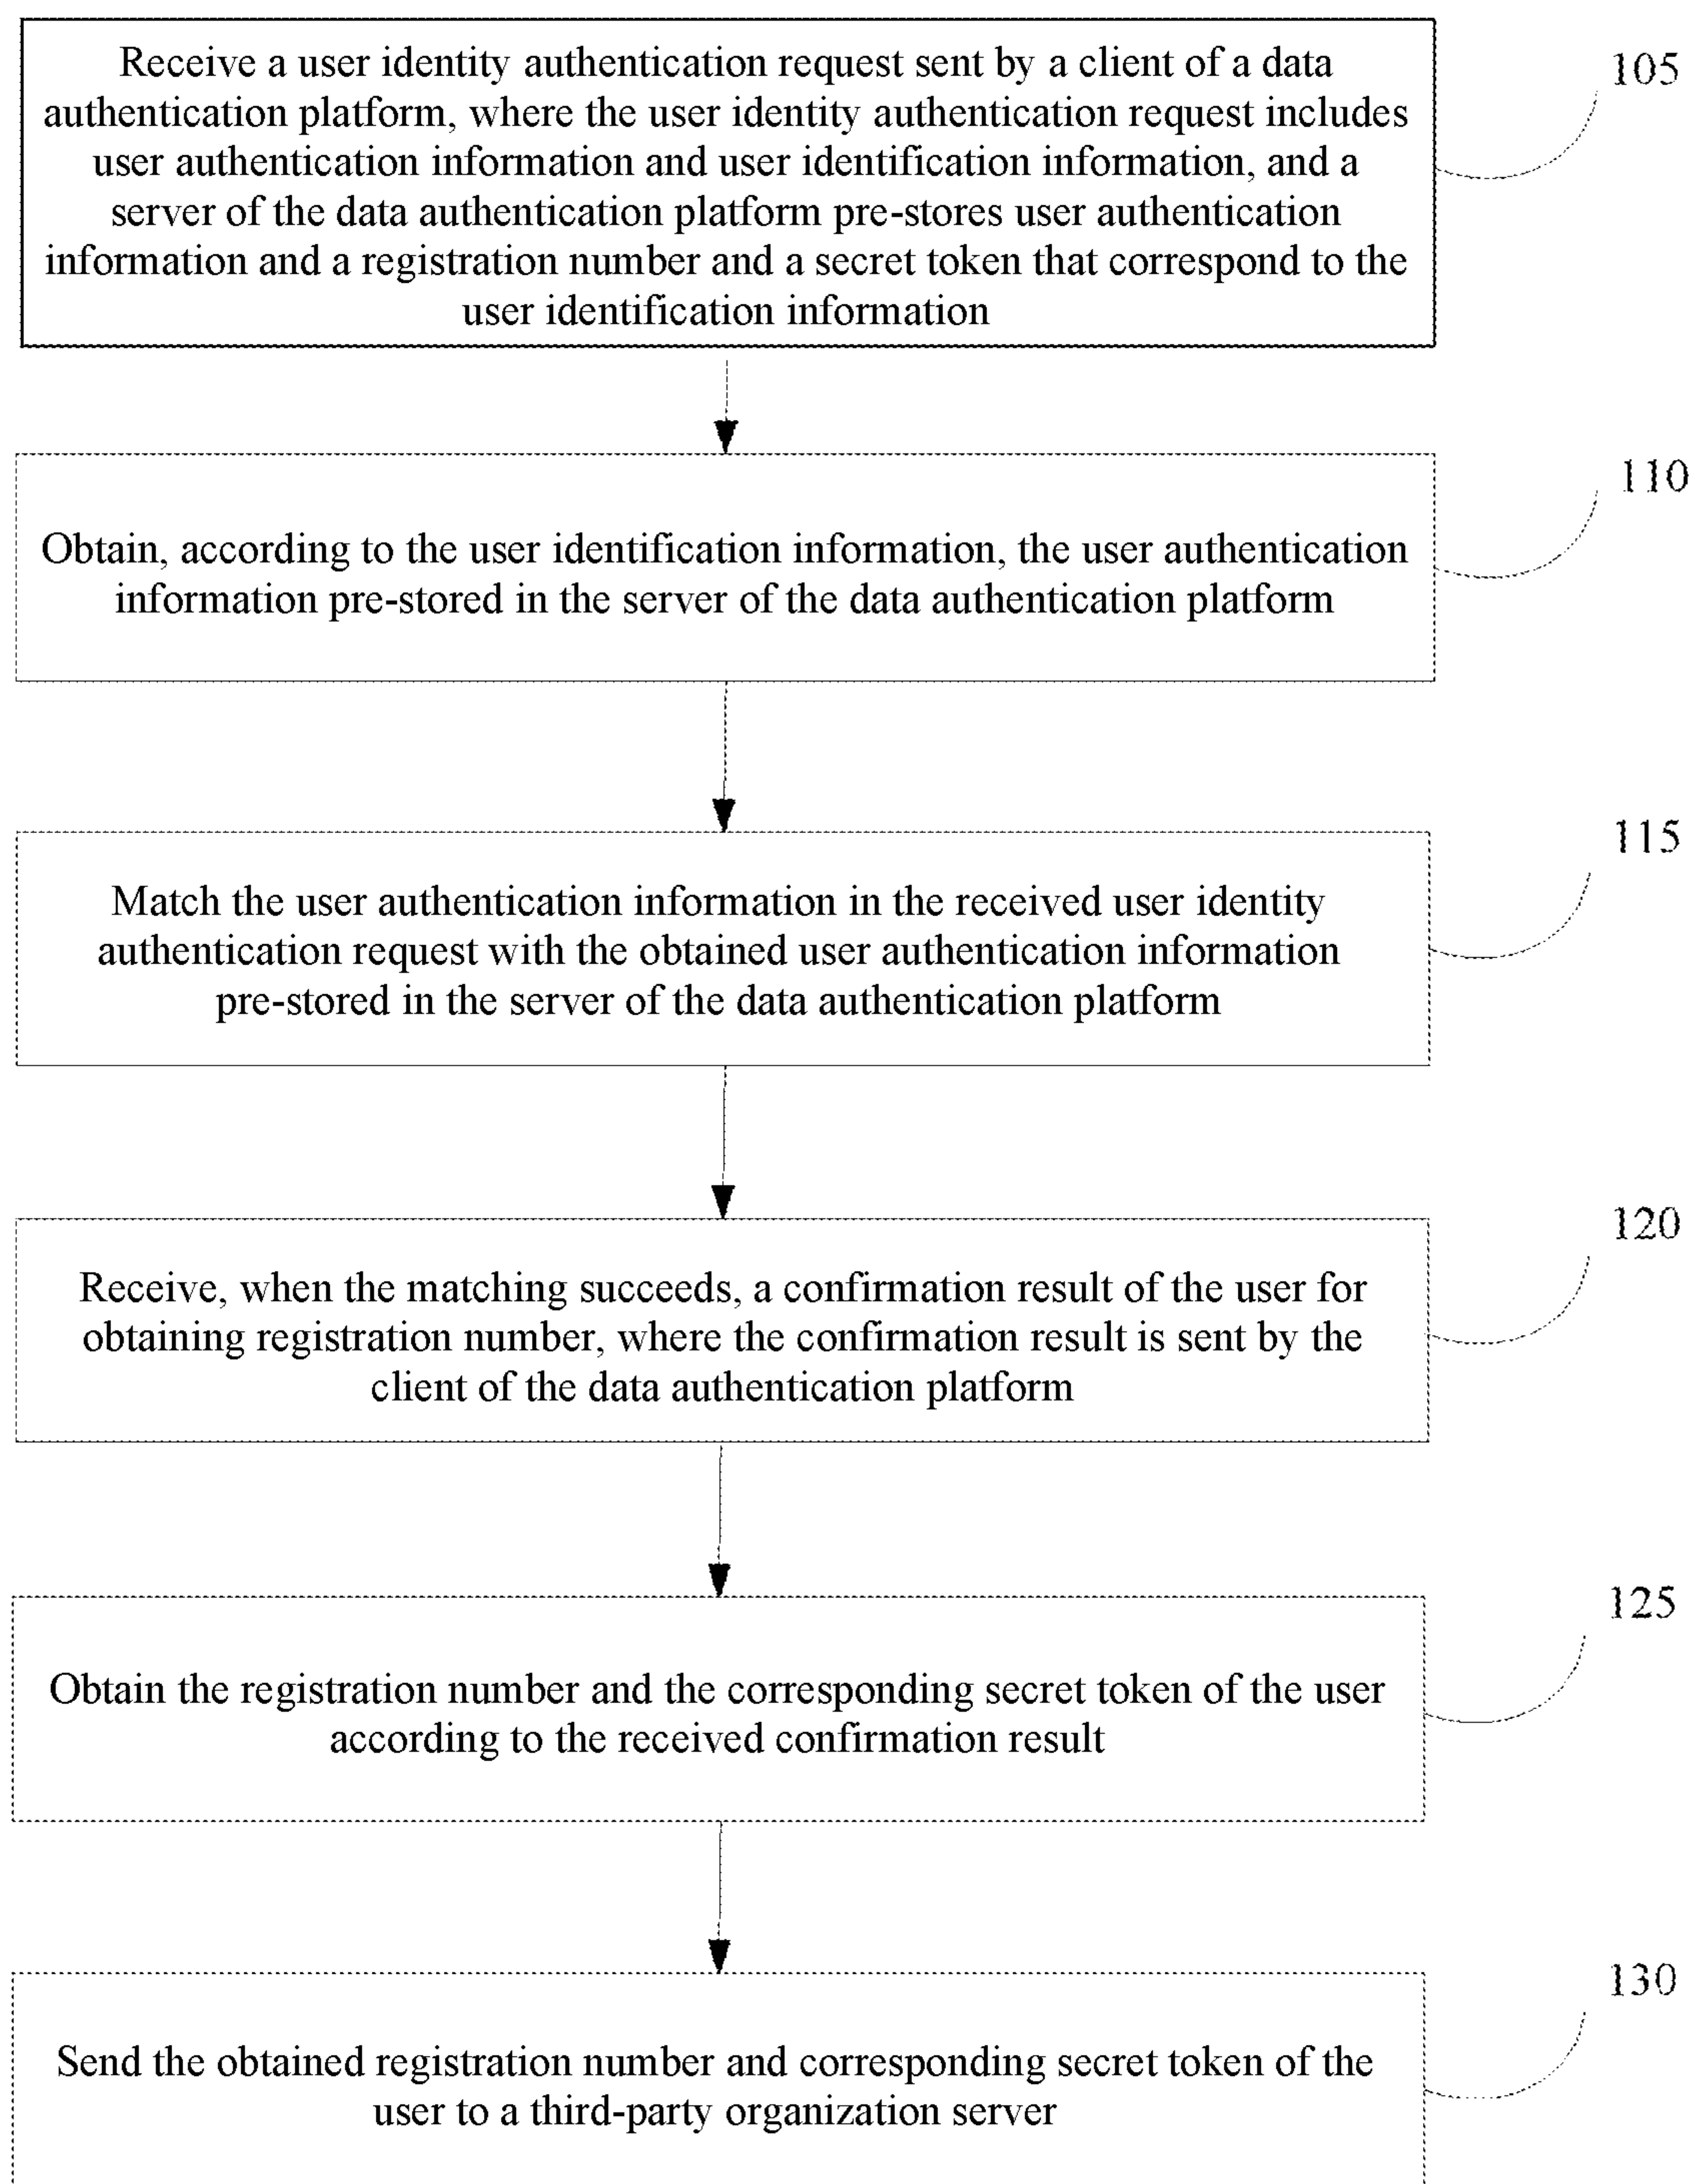 Receive a user identity authentication request sent by a client of a data
authentication platform, where the user identity authentication request includes
user authentication information and user identification information, and a
server of the data authentication platform pre-stores user authentication
information and a registration number and a secret token that correspond to the
user identification information
105
Obtain, according to the user identification information, the user authentication
information pre-stored in the server of the data authentication platform
110
Match the user authentication information in the received user identity
authentication request with the obtained user authentication information
pre-stored in the server of the data authentication platform
115
Receive, when the matching succeeds, a confirmation result of the user for
obtaining registration number, where the confirmation result is sent by the
client of the data authentication platform
120
Obtain the registration number and the corresponding secret token of the user
according to the received confirmation result
125
Send the obtained registration number and corresponding secret token of the
user to a third-party organization server
130